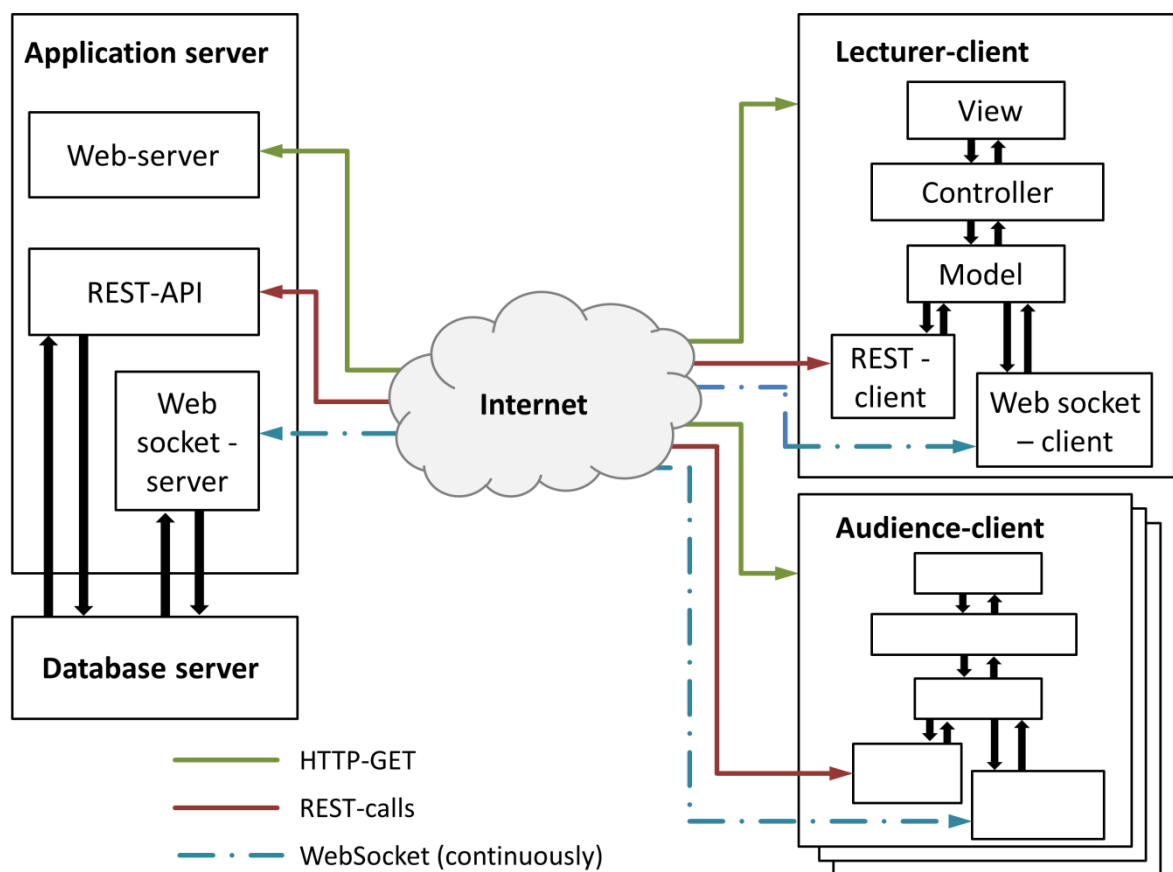 Application server
Web-server
REST-API
Web
socket -
server
Database server
Internet
Lecturer-client
View
Controller
Model
REST -
client
Web socket
– client
Audience-client
HTTP-GET
REST-calls
WebSocket (continuously)